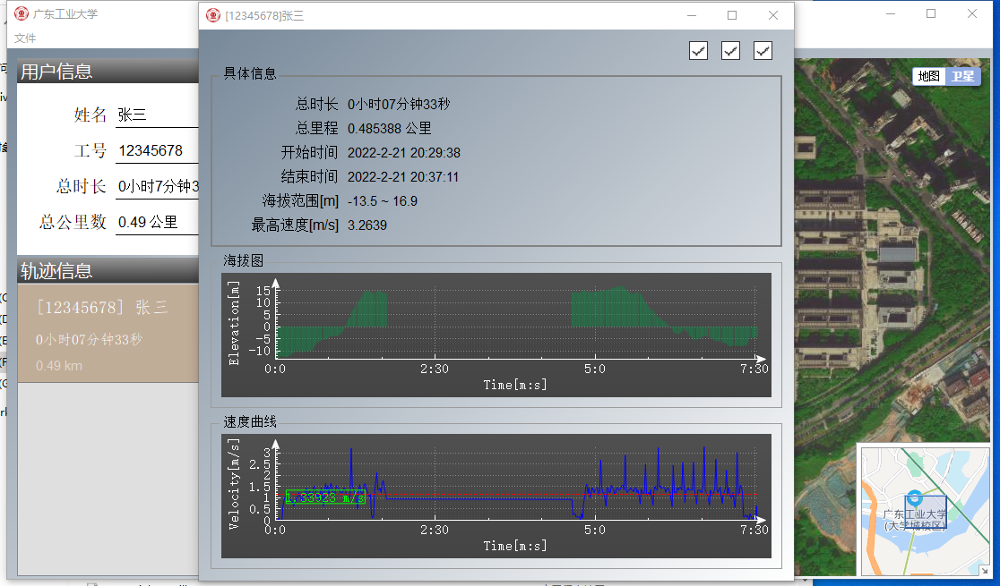 广东工业大学
文件
用户信息
姓名 张三
工号 12345678
总时长 0小时7分钟3
总公里数 0.49 公里
轨迹信息
[12345678] 张三
0小时07分钟33秒
0.49 km
[12345678]张三
具体信息
总时长 0小时07分钟33秒
总里程 0.485388 公里
开始时间 2022-2-21 20:29:38
结束时间 2022-2-21 20:37:11
海拔范围[m] -13.5 ~ 16.9
最高速度[m/s] 3.2639
海拔图
Elevation[m]
15
10
5
0
-5
-10
0:0 2:30 5:0 7:30
Time[m:s]
速度曲线
Velocity[m/s]
3
2.5
2
1.5
1
0.5
0
1.33923 m/s
0:0 2:30 5:0 7:30
Time[m:s]
地图 卫星
广东工业大学
(大学城校区)